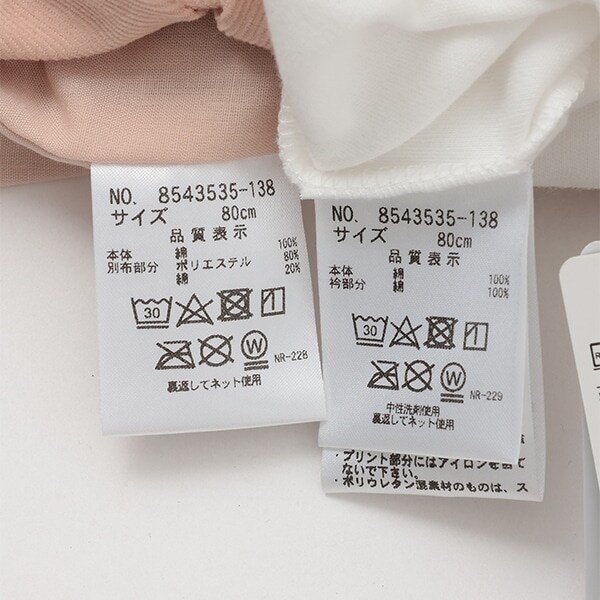 NO. 8543535-138
サイズ 80cm
品質表示
本体 綿 100%
別布部分 ポリエステル 80%
綿 20%
30
W
NR-228
裏返してネット使用
NO. 8543535-138
サイズ 80cm
品質表示
本体 綿 100%
衿部分 綿 100%
30
W
NR-229
中性洗剤使用
裏返してネット使用
・プリント部分にはアイロンを
ないで下さい。
・ポリウレタン混素材のものは、ス